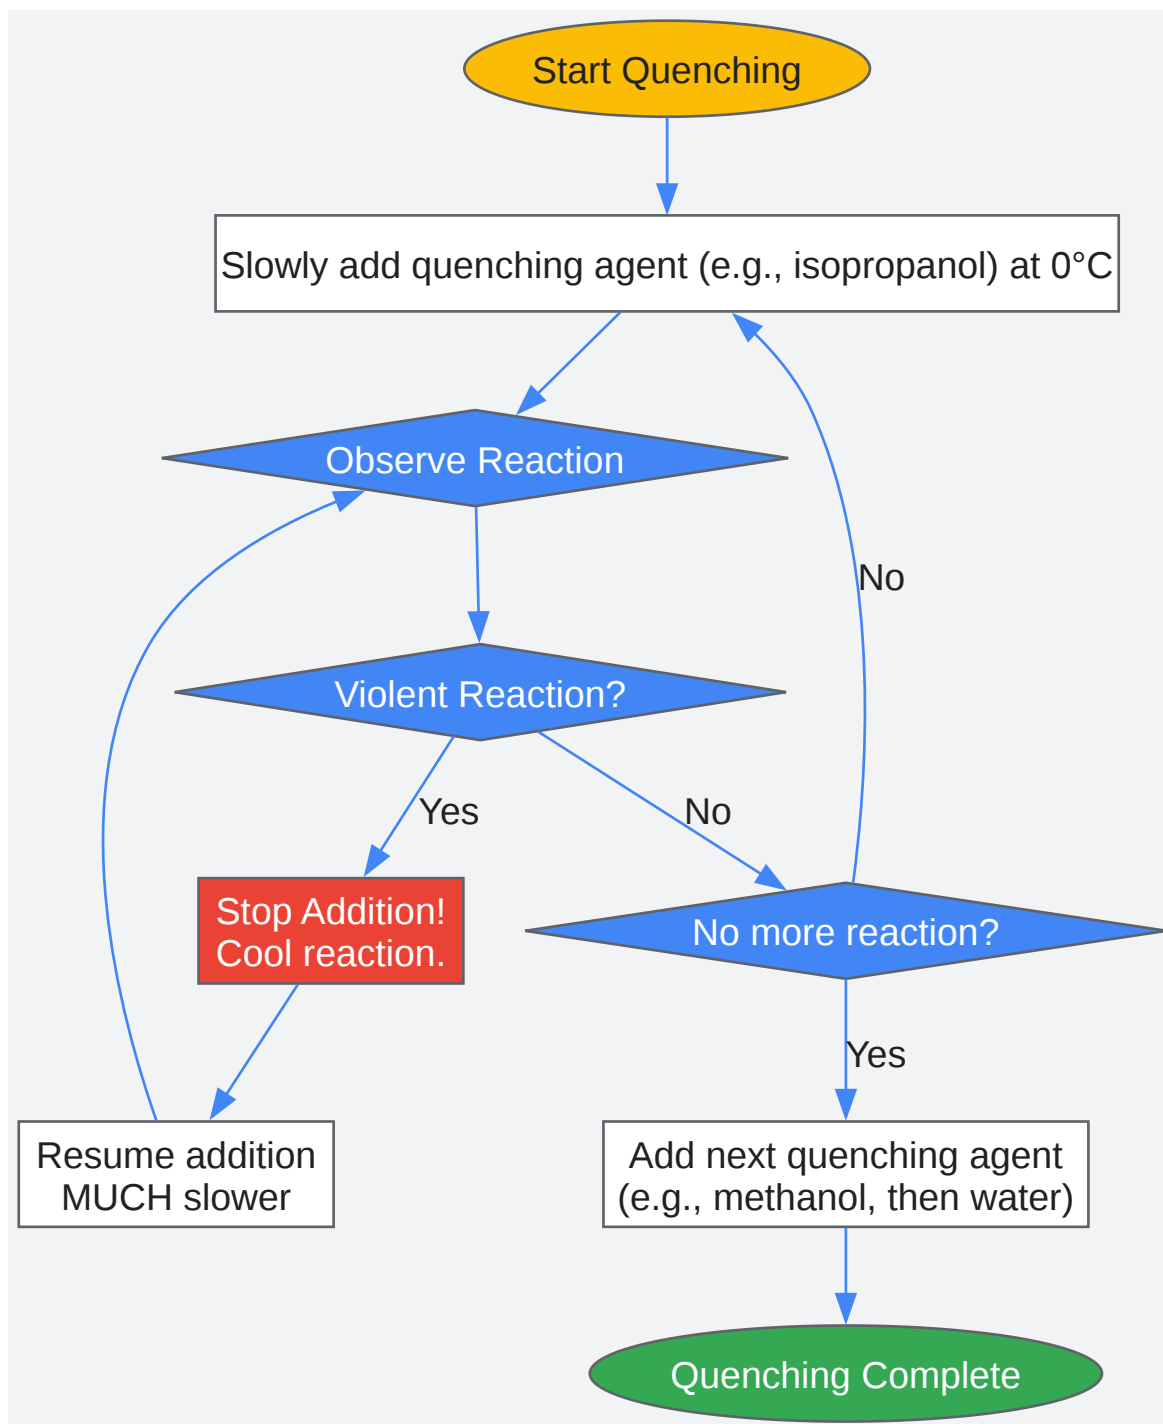 Start Quenching
Slowly add quenching agent (e.g., isopropanol) at 0°C
Observe Reaction
No
Violent Reaction?
Yes
No
Stop Addition!
Cool reaction.
No more reaction?
Yes
Resume addition
MUCH slower
Add next quenching agent
(e.g., methanol, then water)
Quenching Complete